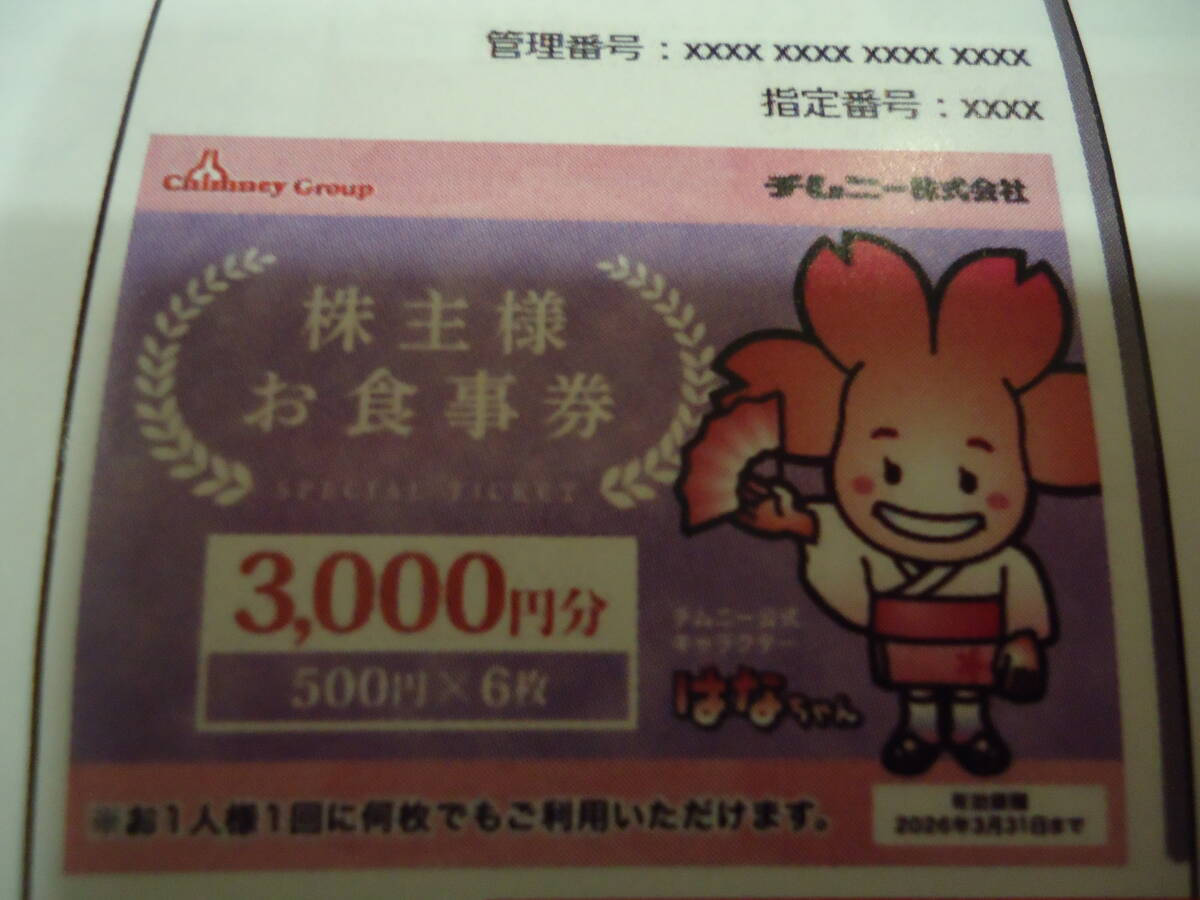 管理番号：xxxx xxxx xxxx xxxx
指定番号：xxxx
Chimney Group
チムニー株式会社
株主様
お食事券
SPECIAL TICKET
3,000円分
500円×6枚
チムニー公式
キャラクター
はなちゃん
※お1人様1回に何枚でもご利用いただけます。
有効期限
2026年3月31日まで